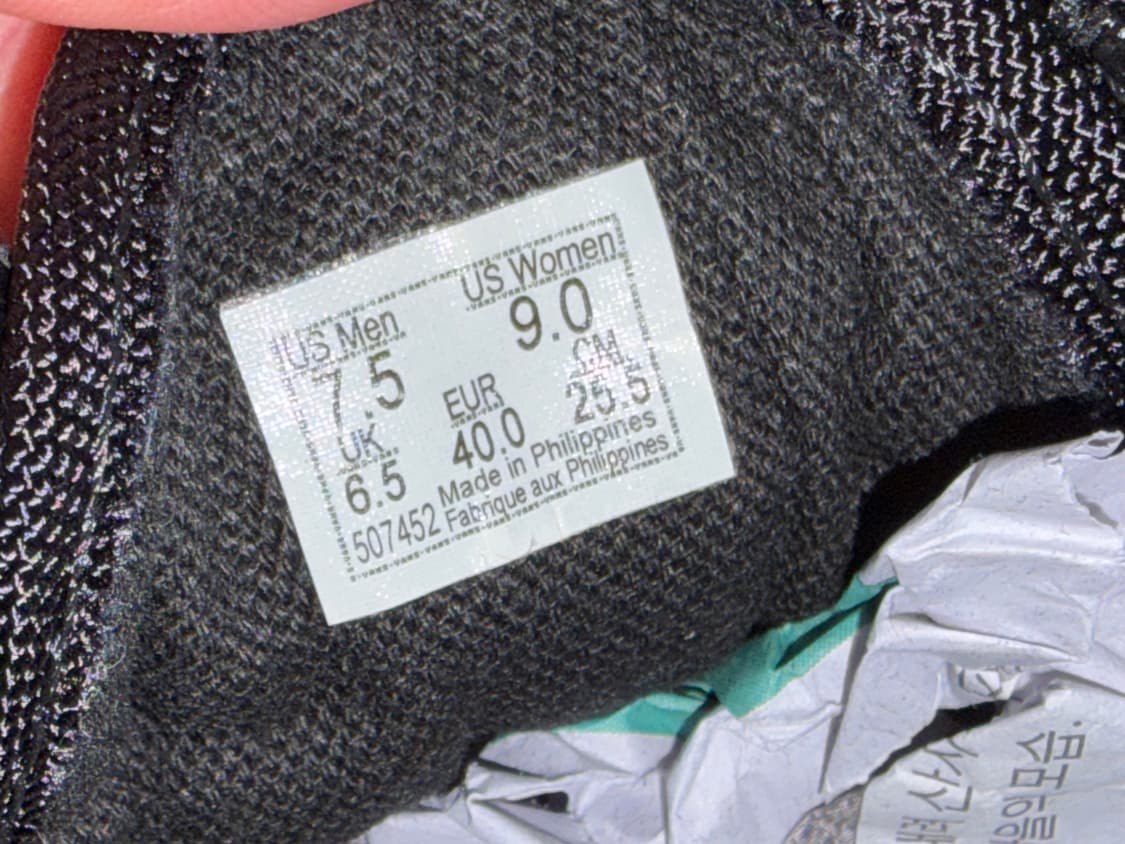 US Men
7.5
US Women
9.0
UK
6.5
EUR
40.0
CM
25.5
507452
Made in Philippines
Fabrique aux Philippines